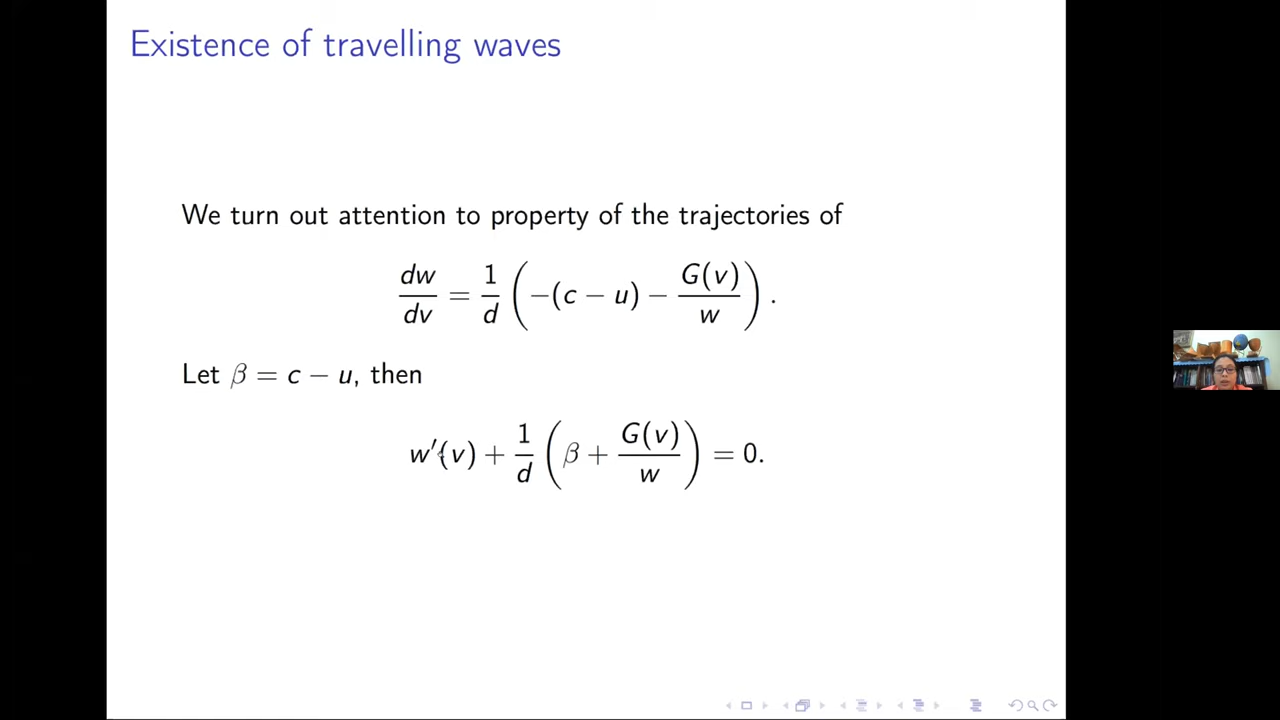 Existence of travelling waves
We turn out attention to property of the trajectories of
dw/dv = 1/d (−(c − u) − G(v)/w).
Let β = c − u, then
w′(v) + 1/d (β + G(v)/w) = 0.